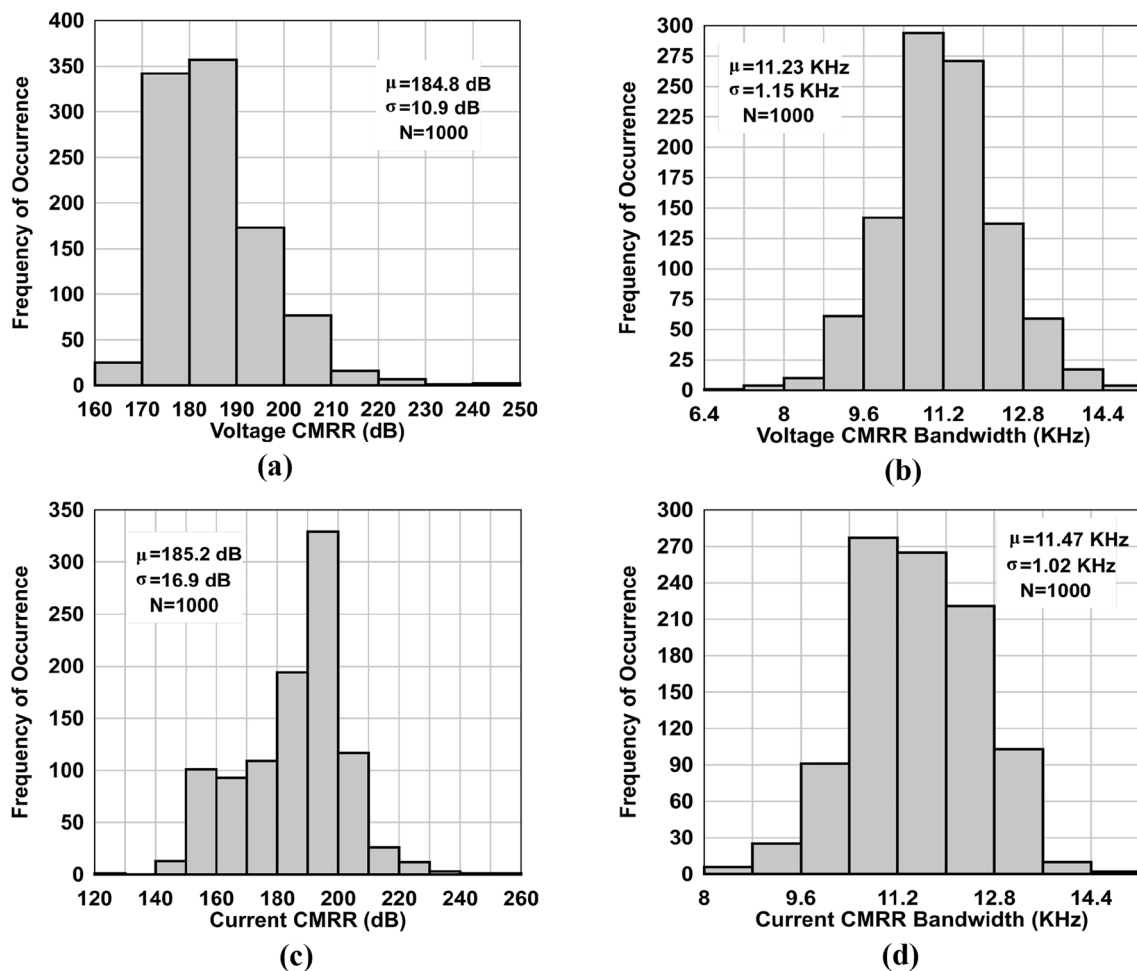 400
350
300
250
200
150
100
50
0
Frequency of Occurrence
μ=184.8 dB
σ=10.9 dB
N=1000
160 170 180 190 200 210 220 230 240 250
Voltage CMRR (dB)
(a)
300
275
250
225
200
175
150
125
100
75
50
25
0
Frequency of Occurrence
μ=11.23 KHz
σ=1.15 KHz
N=1000
6.4 8 9.6 11.2 12.8 14.4
Voltage CMRR Bandwidth (KHz)
(b)
350
300
250
200
150
100
50
0
Frequency of Occurrence
μ=185.2 dB
σ=16.9 dB
N=1000
120 140 160 180 200 220 240 260
Current CMRR (dB)
(c)
300
270
240
210
180
150
120
90
60
30
0
Frequency of Occurrence
μ=11.47 KHz
σ=1.02 KHz
N=1000
8 9.6 11.2 12.8 14.4
Current CMRR Bandwidth (KHz)
(d)